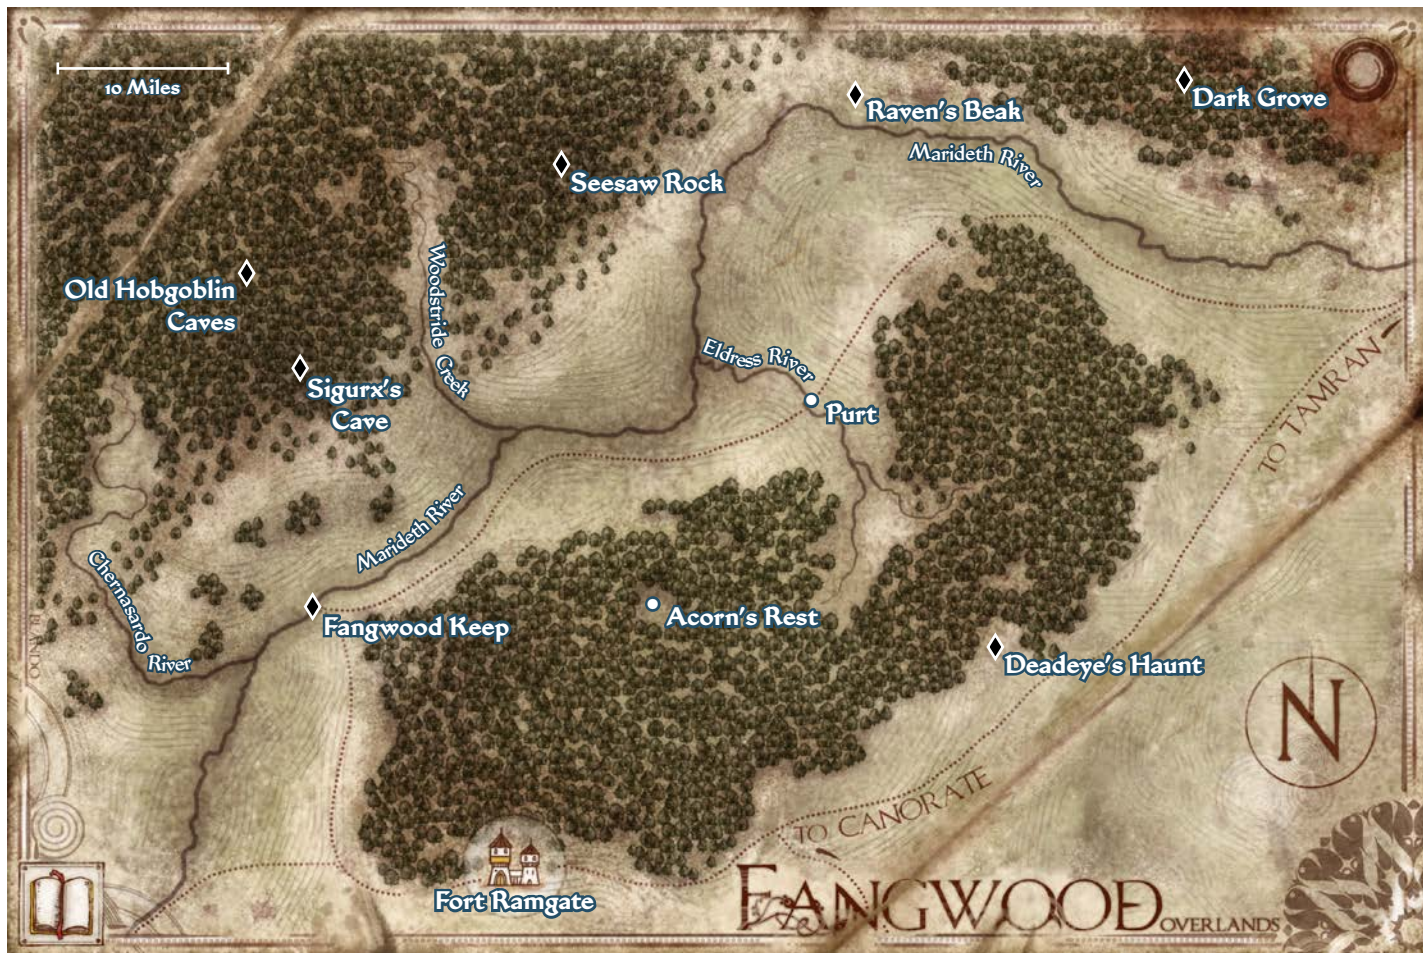 10 Miles
Raven's Beak
Dark Grove
Marideth River
Seesaw Rock
Woodstride Creek
Old Hobgoblin
Caves
Eldress River
Sigurx's
Cave
Purt
TO TAMRAN
Marideth River
Chernasardo River
Fangwood Keep
Acorn's Rest
Deadeye's Haunt
N
TO CANORATE
Fort Ramgate
FANGWOOD OVERLANDS